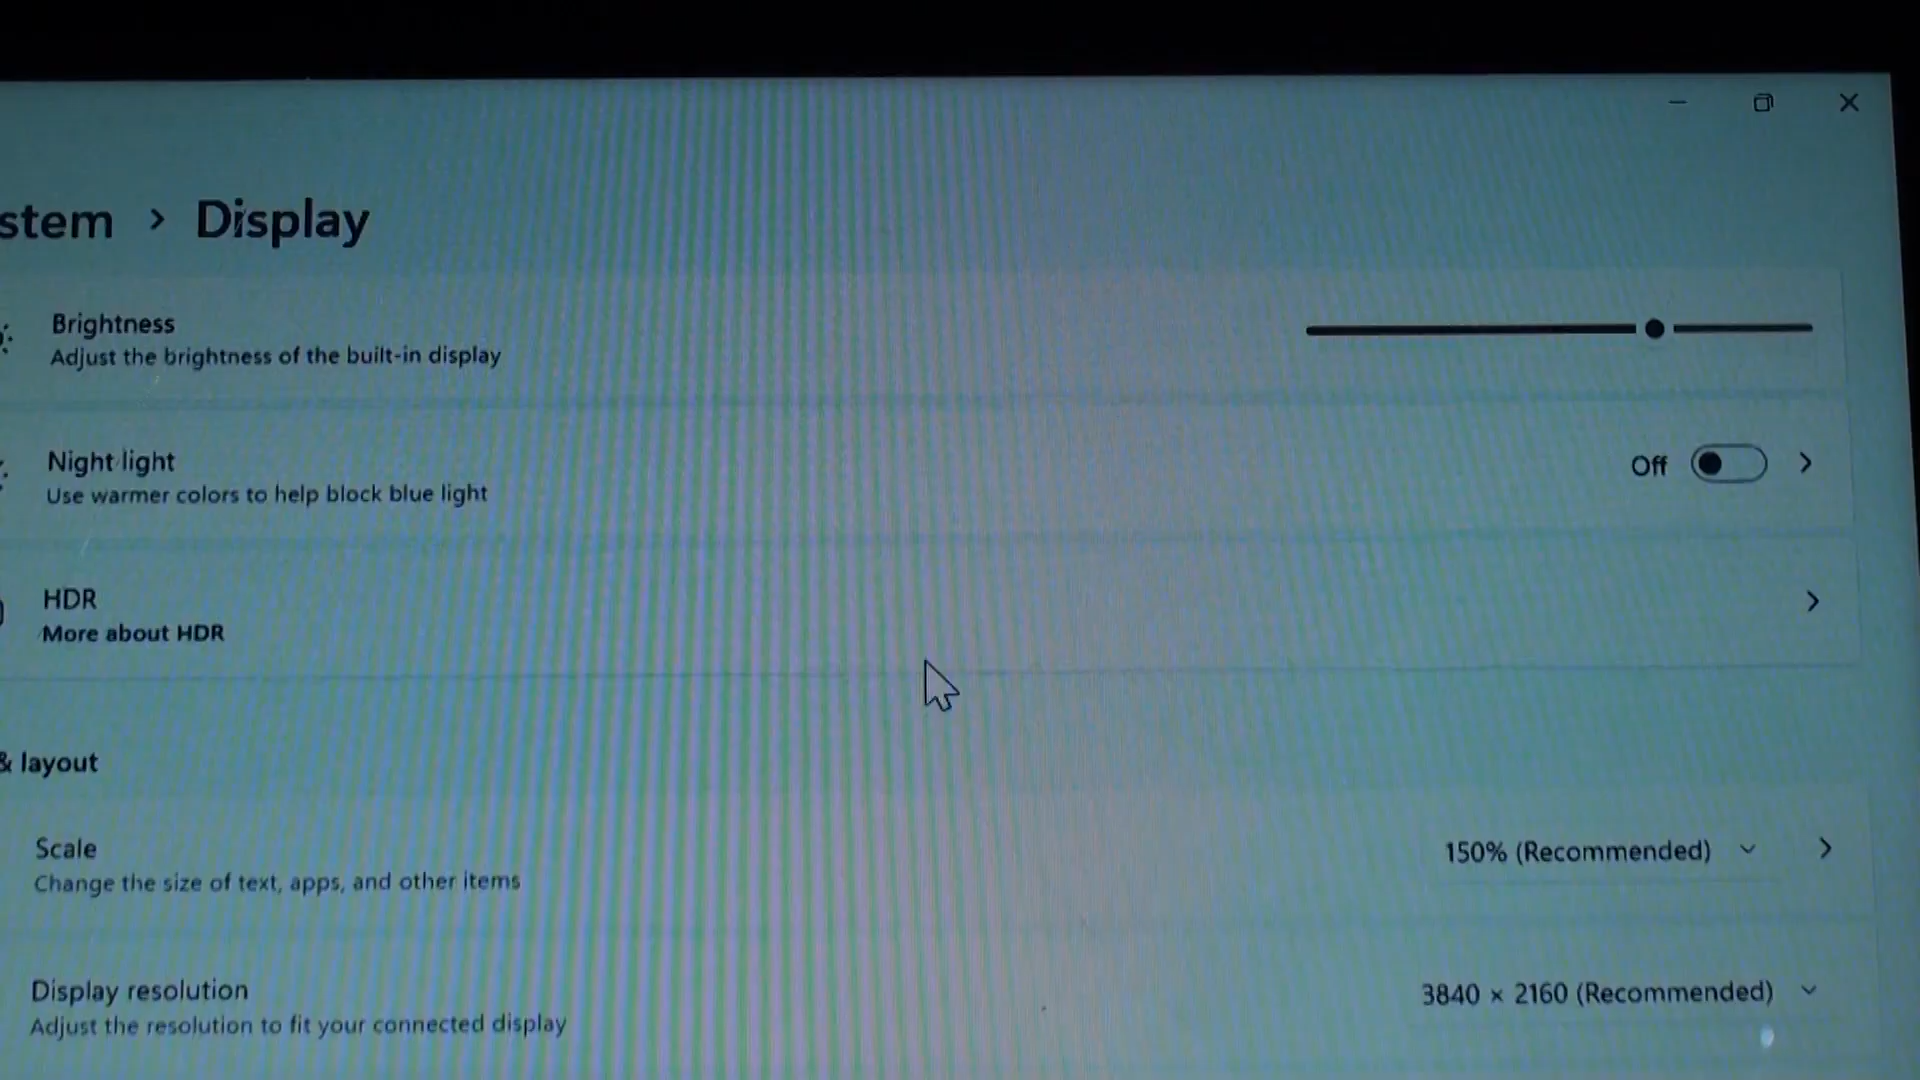 stem > Display
Brightness
Adjust the brightness of the built-in display
Night light
Use warmer colors to help block blue light
Off
HDR
More about HDR
& layout
Scale
Change the size of text, apps, and other items
150% (Recommended)
Display resolution
Adjust the resolution to fit your connected display
3840 × 2160 (Recommended)